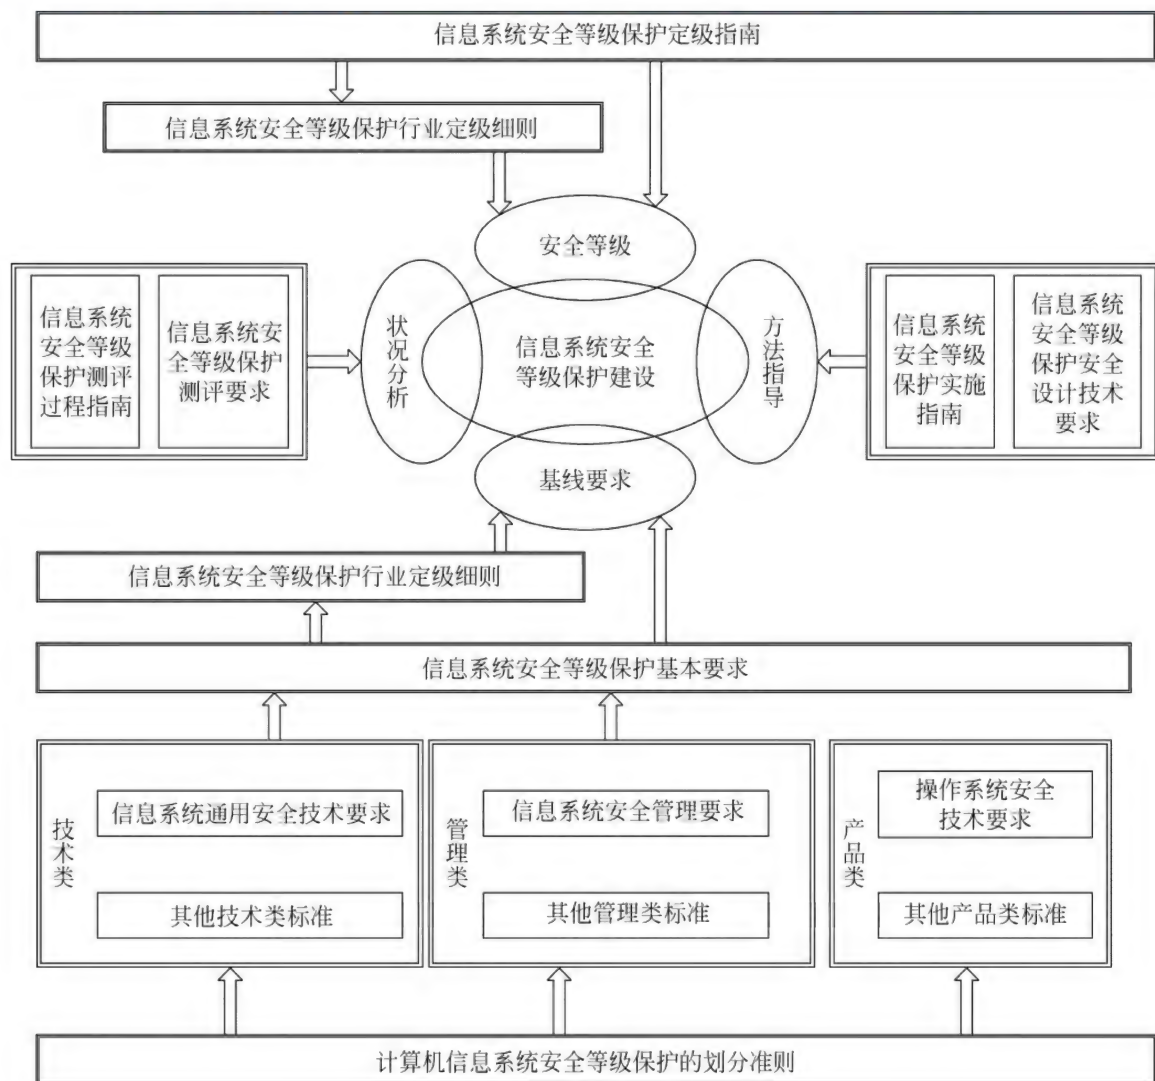 信息系统安全等级保护定级指南
信息系统安全等级保护行业定级细则
安全等级
信息系统
安全等级
保护测评
过程指南
信息系统安
全等级保护
测评要求
状况分析
信息系统安全
等级保护建设
方法指导
信息系统
安全等级
保护实施
指南
信息系统
安全等级
保护安全
设计技术
要求
基线要求
信息系统安全等级保护行业定级细则
信息系统安全等级保护基本要求
技术类
信息系统通用安全技术要求
其他技术类标准
管理类
信息系统安全管理要求
其他管理类标准
产品类
操作系统安全
技术要求
其他产品类标准
计算机信息系统安全等级保护的划分准则